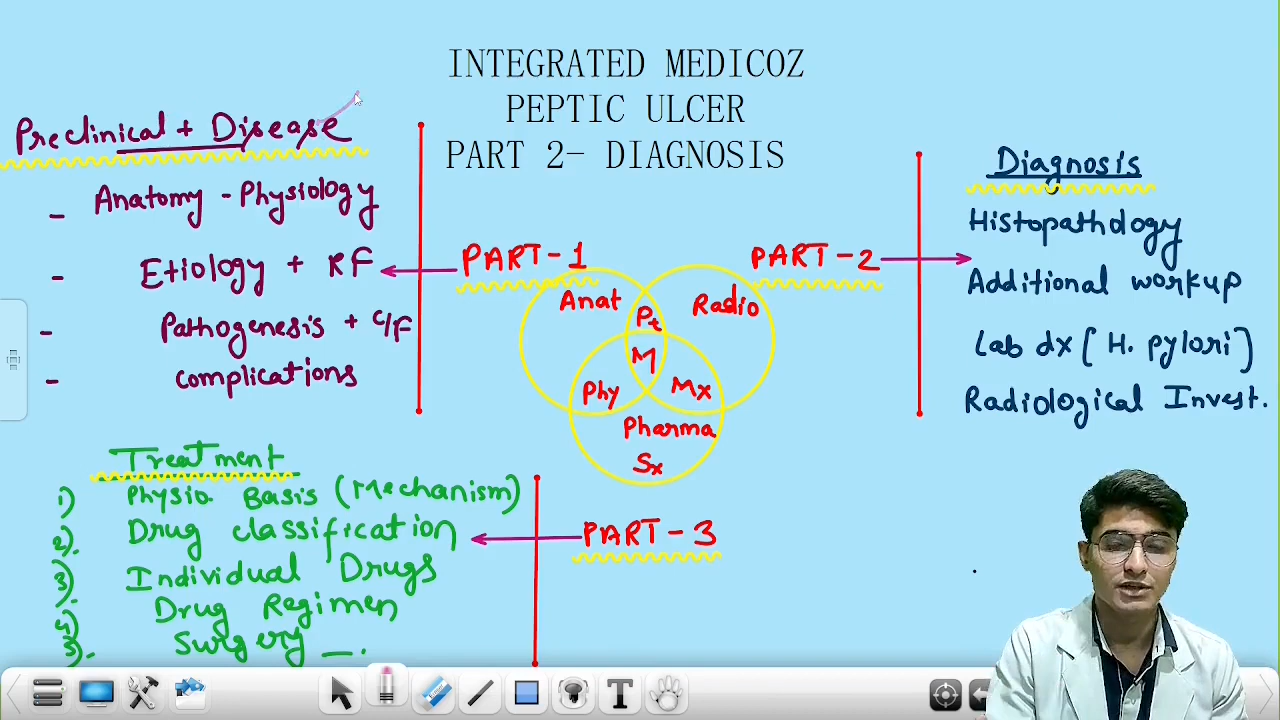 INTEGRATED MEDICOZ
PEPTIC ULCER
PART 2- DIAGNOSIS
Preclinical + Disease
- Anatomy - Physiology
- Etiology + RF
- Pathogenesis + C/F
- Complications
PART-1
PART-2
Anat
Pt
Radio
M
Phy
Mx
Pharma
Sx
Diagnosis
Histopathology
Additional workup
Lab dx [H. pylori]
Radiological Invest.
PART-3
Treatment
1) Physio. Basis (Mechanism)
2). Drug classification
3). Individual Drugs
4) Drug Regimen
5). Surgery
T